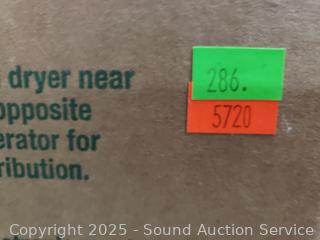 dryer near
opposite
erator for
ribution.
286.
5720
Copyright 2025 - Sound Auction Service